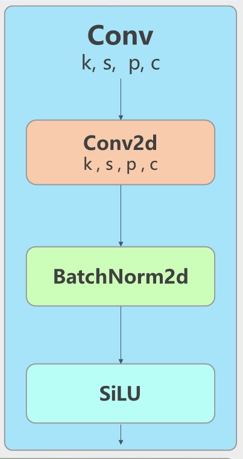 Conv
k, s, p, c
Conv2d
k , s , p , c
BatchNorm2d
SiLU